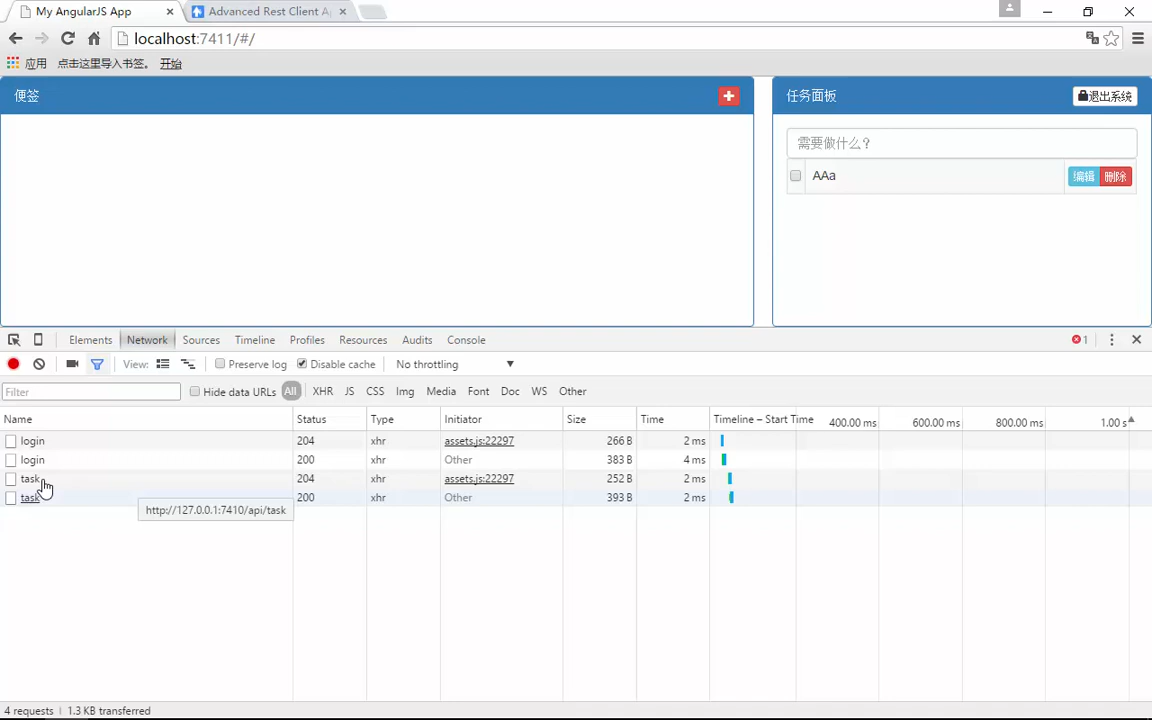 My AngularJS App
Advanced Rest Client Ap
localhost:7411/#/
应用 点击这里导入书签。 开始
便签
任务面板 退出系统
需要做什么？
AAa 编辑 删除
Elements Network Sources Timeline Profiles Resources Audits Console 1
View: Preserve log Disable cache No throttling
Filter Hide data URLs All XHR JS CSS Img Media Font Doc WS Other
Name Status Type Initiator Size Time Timeline – Start Time 400.00 ms 600.00 ms 800.00 ms 1.00 s
login 204 xhr assets.js:22297 266 B 2 ms
login 200 xhr Other 383 B 4 ms
task 204 xhr assets.js:22297 252 B 2 ms
task 200 xhr Other 393 B 2 ms
http://127.0.0.1:7410/api/task
4 requests | 1.3 KB transferred